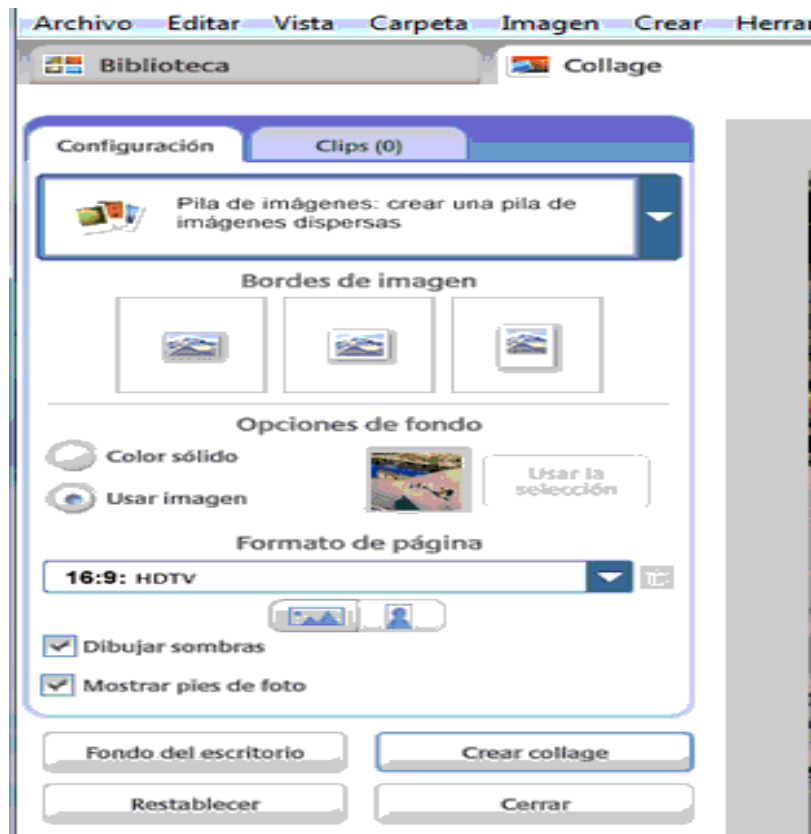 Archivo Editar Vista Carpeta Imagen Crear
Biblioteca Collage
Configuración Clips (0)
Pila de imágenes: crear una pila de
imágenes dispersas
Bordes de imagen
Opciones de fondo
Color sólido
Usar la
selección
Usar imagen
Formato de página
16:9: HDTV
Dibujar sombras
Mostrar pies de foto
Fondo del escritorio Crear collage
Restablecer Cerrar